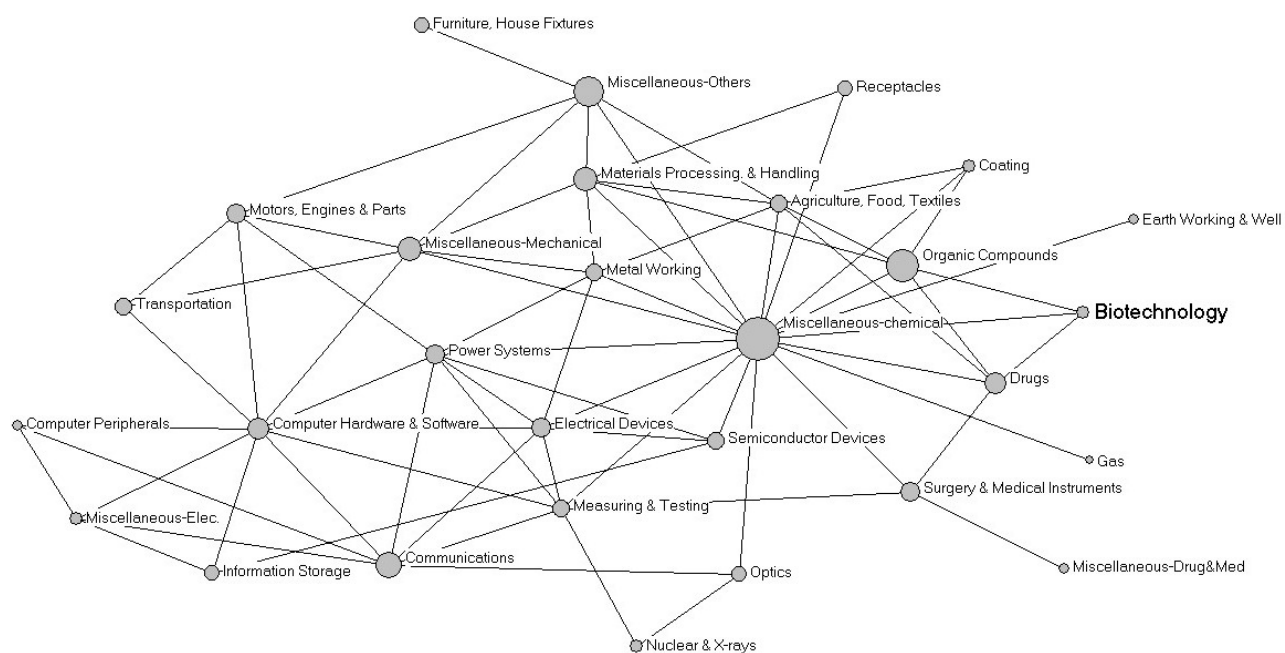 Furniture, House Fixtures
Miscellaneous-Others
Receptacles
Materials Processing. & Handling
Coating
Agriculture, Food, Textiles
Motors, Engines & Parts
Earth Working & Well
Miscellaneous-Mechanical
Organic Compounds
Metal Working
Transportation
Biotechnology
Miscellaneous-chemical
Power Systems
Drugs
Computer Peripherals
Computer Hardware & Software
Electrical Devices
Semiconductor Devices
Gas
Surgery & Medical Instruments
Measuring & Testing
Miscellaneous-Elec.
Communications
Information Storage
Optics
Miscellaneous-Drug&Med
Nuclear & X-rays